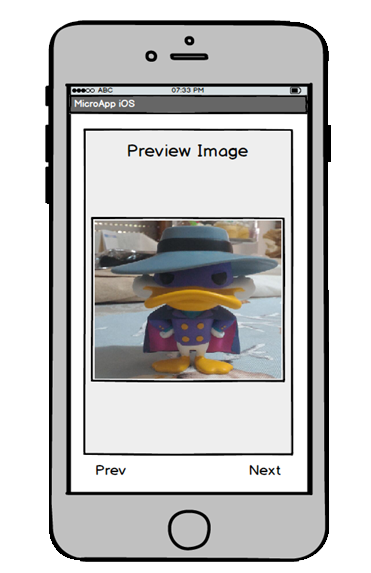 ABC 07:33 PM
MicroApp iOS
Preview Image
Prev Next